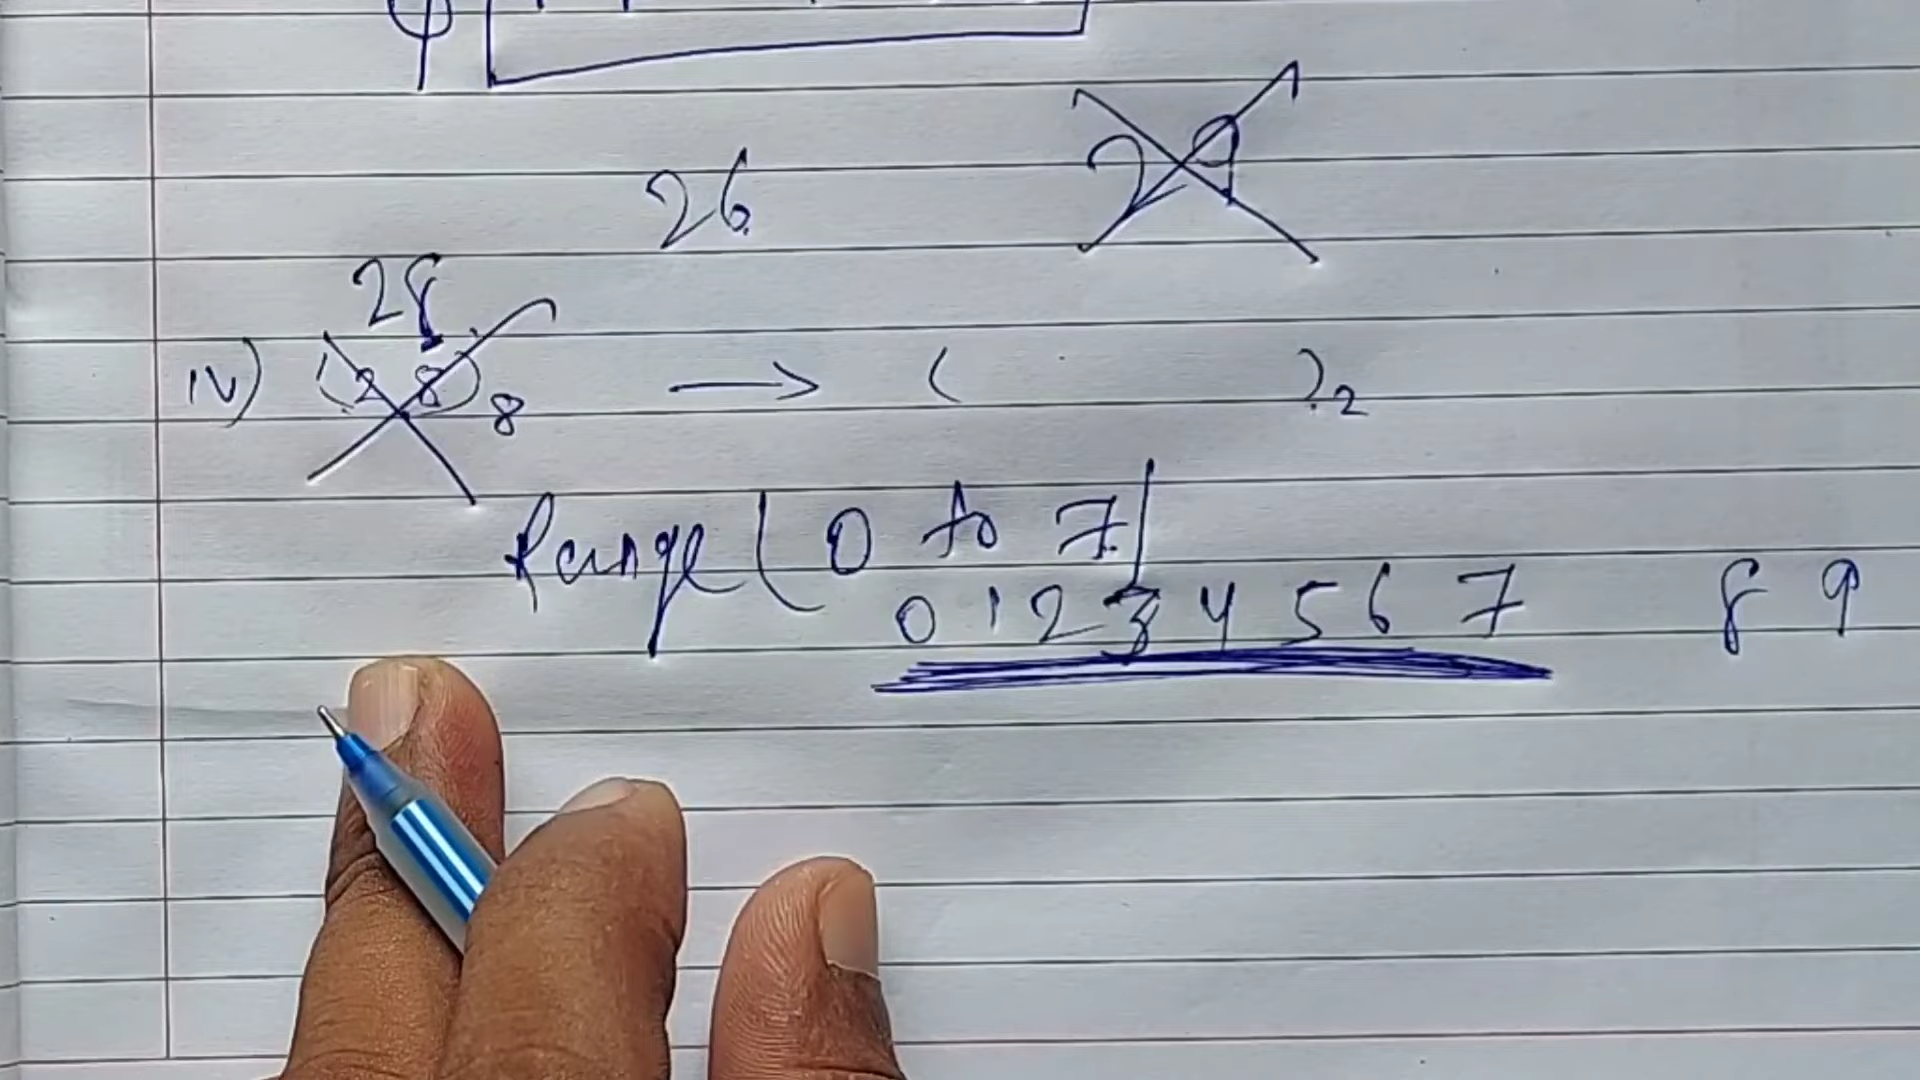 26 29
28
iv) (28)8 → ( )2
Range (0 to 7)
0 1 2 3 4 5 6 7 8 9